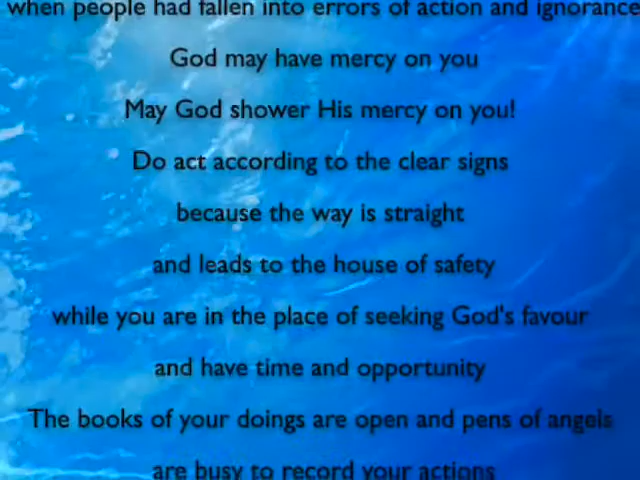 when people had fallen into errors of action and ignorance
God may have mercy on you
May God shower His mercy on you!
Do act according to the clear signs
because the way is straight
and leads to the house of safety
while you are in the place of seeking God's favour
and have time and opportunity
The books of your doings are open and pens of angels
are busy to record your actions